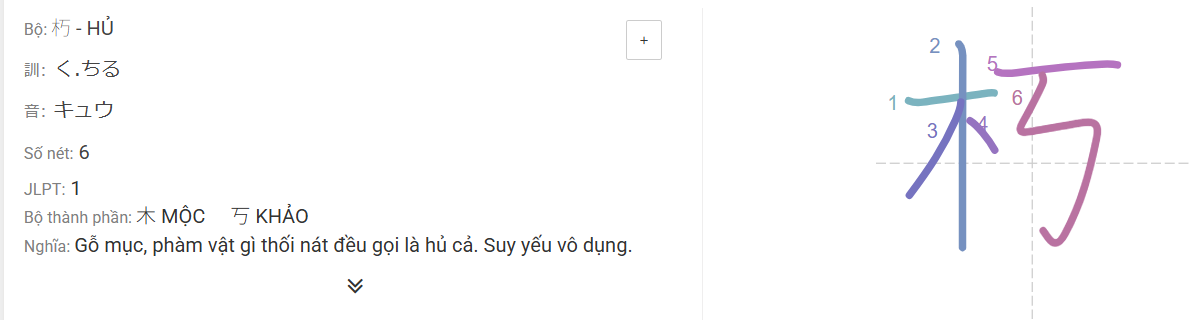 Bộ: 朽 - HỦ
+
訓: く.ちる
音: キュウ
Số nét: 6
JLPT: 1
Bộ thành phần: 木 MỘC 丂 KHẢO
Nghĩa: Gỗ mục, phàm vật gì thối nát đều gọi là hủ cả. Suy yếu vô dụng.
朽
1
2
3
4
5
6